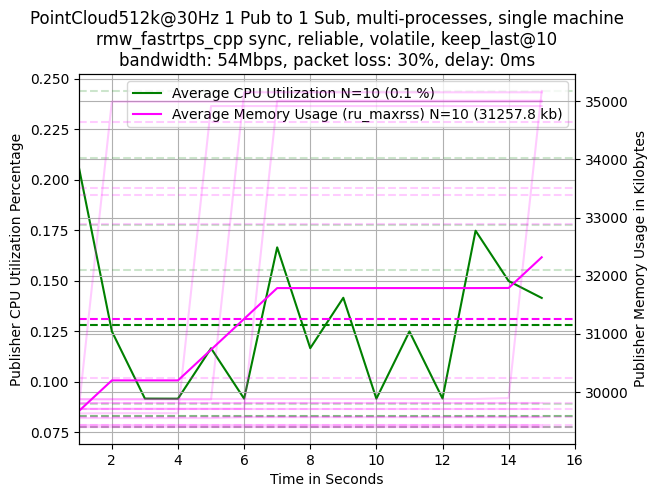 PointCloud512k@30Hz 1 Pub to 1 Sub, multi-processes, single machine
rmw_fastrtps_cpp sync, reliable, volatile, keep_last@10
bandwidth: 54Mbps, packet loss: 30%, delay: 0ms
Average CPU Utilization N=10 (0.1 %)
Average Memory Usage (ru_maxrss) N=10 (31257.8 kb)
Publisher CPU Utilization Percentage
0.250
0.225
0.200
0.175
0.150
0.125
0.100
0.075
35000
34000
33000
32000
31000
30000
Publisher Memory Usage in Kilobytes
2
4
6
8
10
12
14
16
Time in Seconds